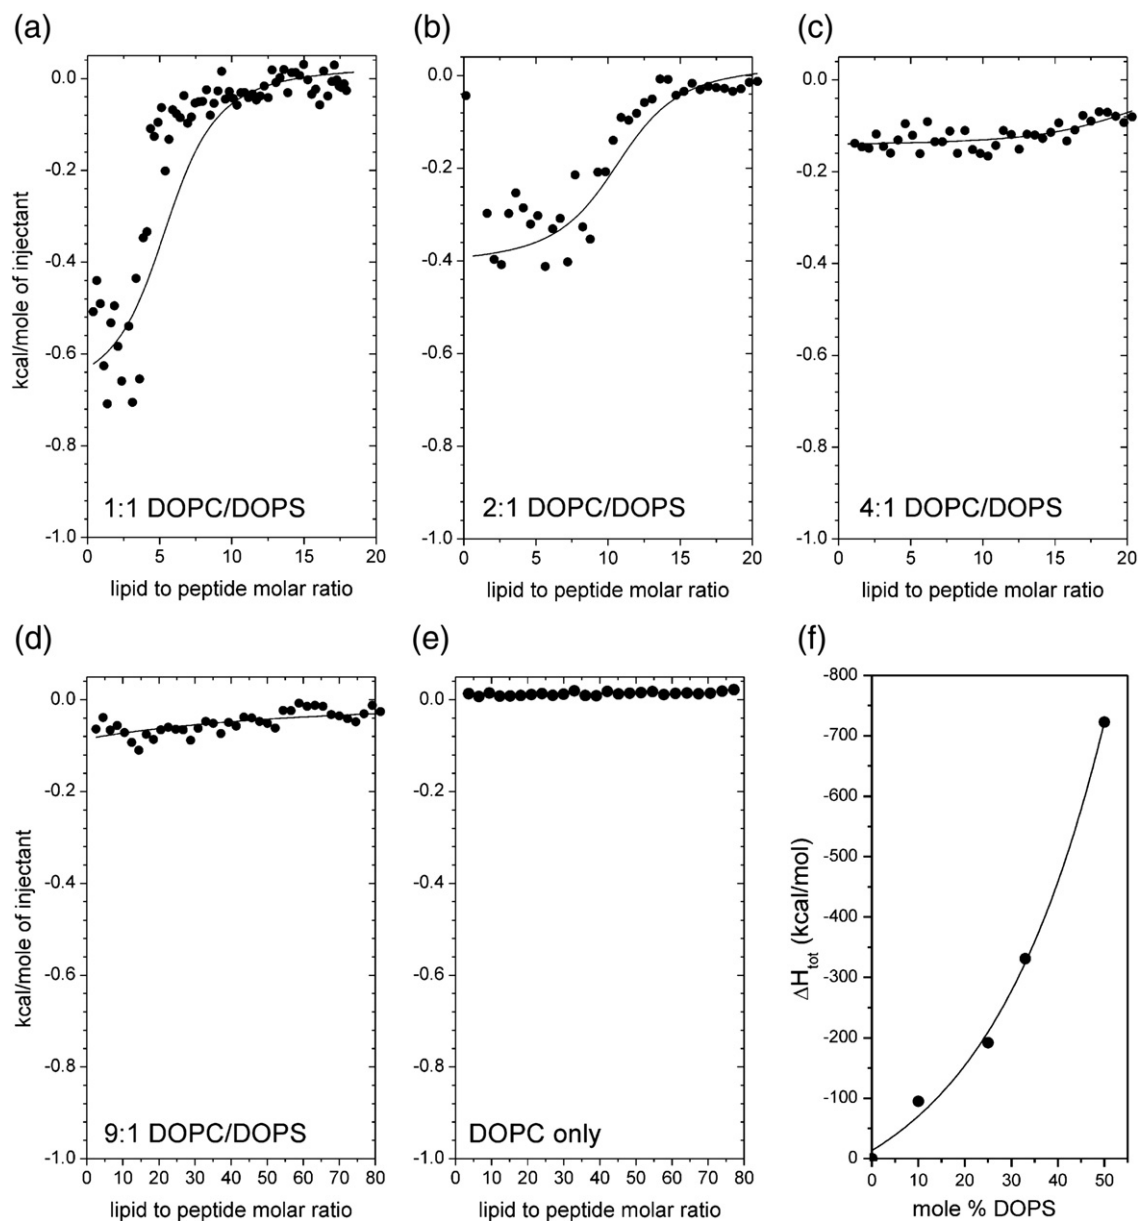 (a)
(b)
(c)
0.0
-0.2
-0.4
-0.6
-0.8
-1.0
kcal/mole of injectant
1:1 DOPC/DOPS
0 5 10 15 20
lipid to peptide molar ratio
0.0
-0.2
-0.4
-0.6
-0.8
-1.0
2:1 DOPC/DOPS
0 5 10 15 20
lipid to peptide molar ratio
0.0
-0.2
-0.4
-0.6
-0.8
-1.0
4:1 DOPC/DOPS
0 5 10 15 20
lipid to peptide molar ratio
(d)
(e)
(f)
0.0
-0.2
-0.4
-0.6
-0.8
-1.0
kcal/mole of injectant
9:1 DOPC/DOPS
0 10 20 30 40 50 60 70 80
lipid to peptide molar ratio
0.0
-0.2
-0.4
-0.6
-0.8
-1.0
DOPC only
0 10 20 30 40 50 60 70 80
lipid to peptide molar ratio
-800
-700
-600
-500
-400
-300
-200
-100
0
ΔHtot (kcal/mol)
0 10 20 30 40 50
mole % DOPS